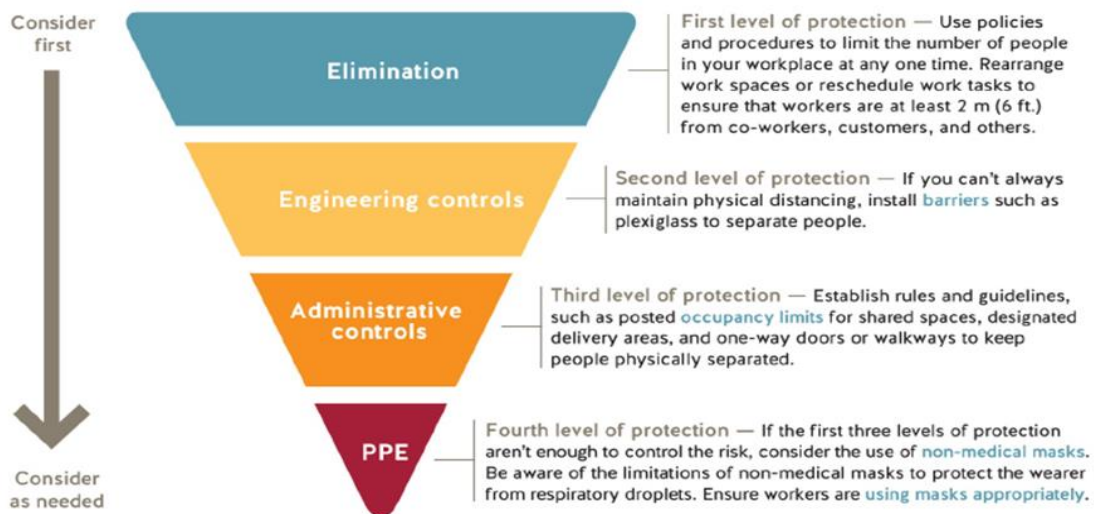 Consider
first
Elimination
First level of protection — Use policies
and procedures to limit the number of people
in your workplace at any one time. Rearrange
work spaces or reschedule work tasks to
ensure that workers are at least 2 m (6 ft.)
from co-workers, customers, and others.
Engineering controls
Second level of protection — If you can't always
maintain physical distancing, install barriers such as
plexiglass to separate people.
Administrative
controls
Third level of protection — Establish rules and guidelines,
such as posted occupancy limits for shared spaces, designated
delivery areas, and one-way doors or walkways to keep
people physically separated.
PPE
Fourth level of protection — If the first three levels of protection
aren't enough to control the risk, consider the use of non-medical masks.
Be aware of the limitations of non-medical masks to protect the wearer
from respiratory droplets. Ensure workers are using masks appropriately.
Consider
as needed